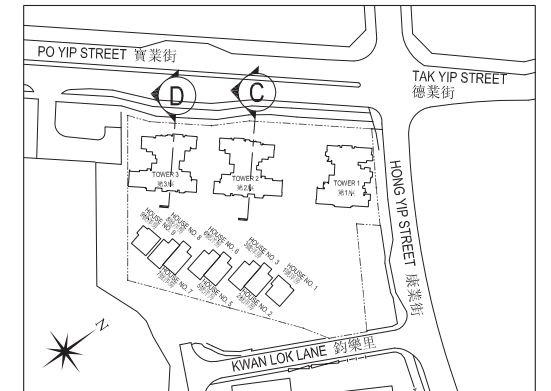 PO YIP STREET 寶業街
TAK YIP STREET
德業街
D
C
TOWER 3
第3座
TOWER 2
第2座
TOWER 1
第1座
HONG YIP STREET 康業街
HOUSE NO. 9
HOUSE NO. 8
HOUSE NO. 6
HOUSE NO. 3
HOUSE NO. 1
HOUSE NO. 7
HOUSE NO. 5
HOUSE NO. 2
N
KWAN LOK LANE 鈞樂里